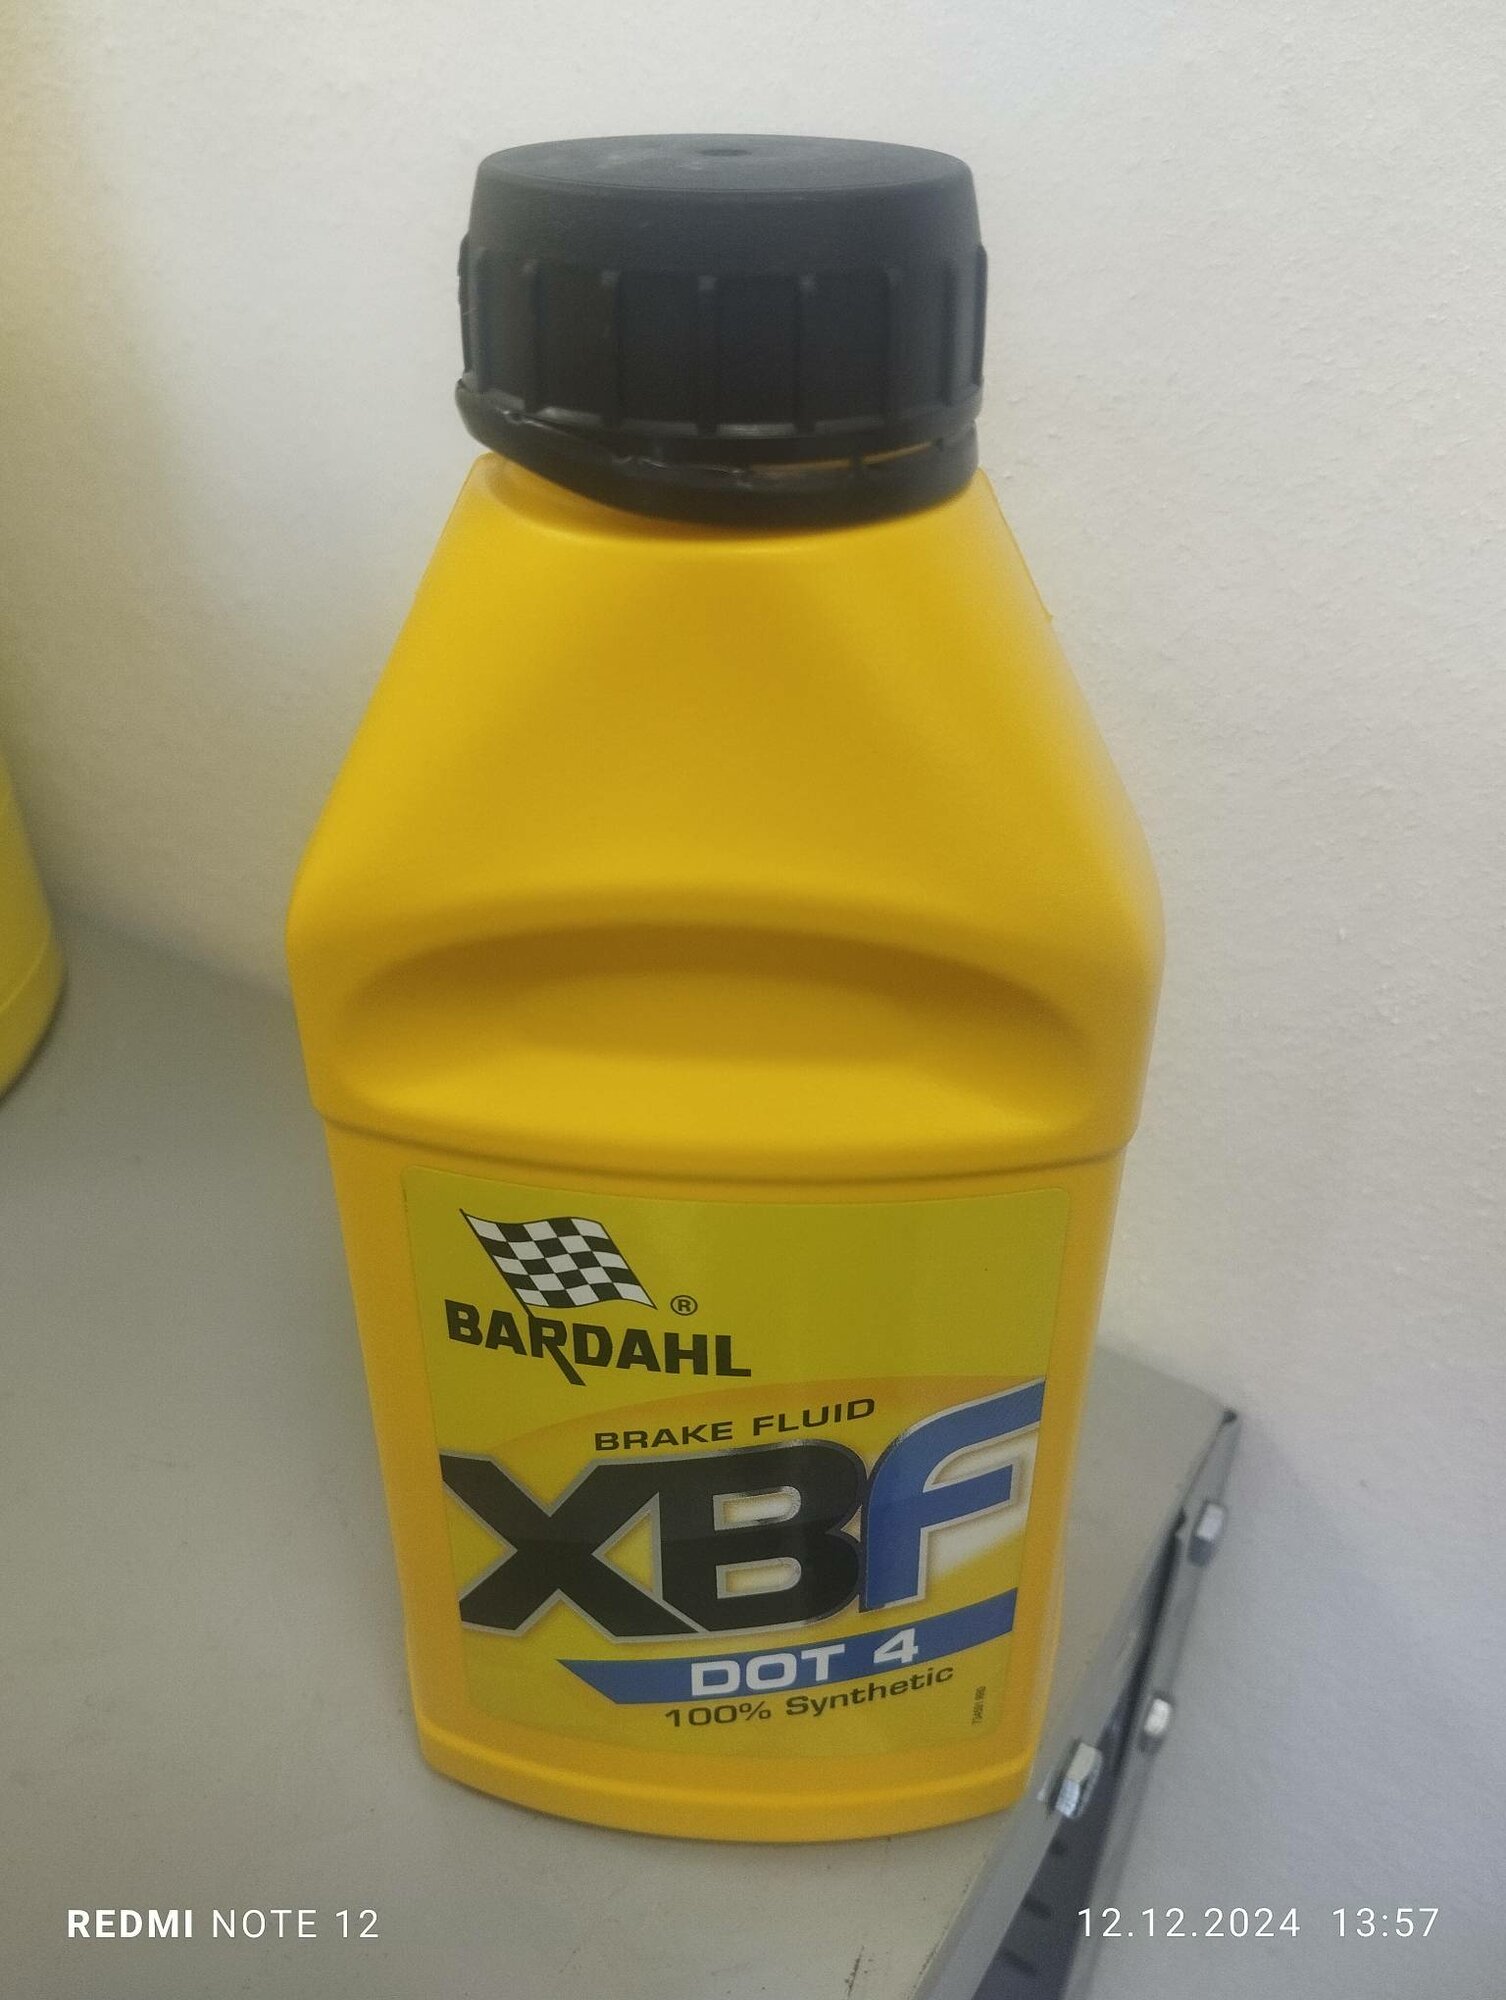 BARDAHL®
BRAKE FLUID
XBF
DOT 4
100% Synthetic
REDMI NOTE 12
12.12.2024 13:57